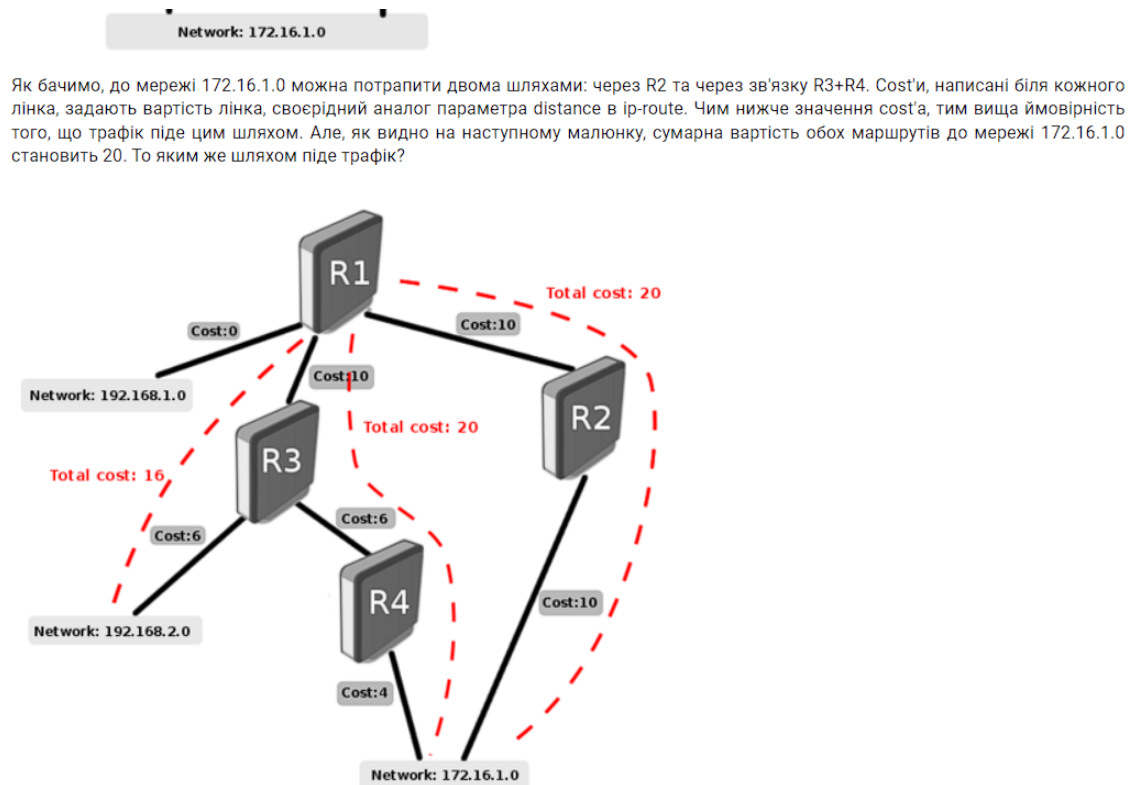 Network: 172.16.1.0
Як бачимо, до мережі 172.16.1.0 можна потрапити двома шляхами: через R2 та через зв'язку R3+R4. Cost'и, написані біля кожного
лінка, задають вартість лінка, своєрідний аналог параметра distance в ip-route. Чим нижче значення cost'а, тим вища ймовірність
того, що трафік піде цим шляхом. Але, як видно на наступному малюнку, сумарна вартість обох маршрутів до мережі 172.16.1.0
становить 20. То яким же шляхом піде трафік?
R1
Total cost: 20
Cost:0
Cost:10
Cost:10
Network: 192.168.1.0
R2
Total cost: 20
R3
Total cost: 16
Cost:6
Cost:6
R4
Cost:10
Network: 192.168.2.0
Cost:4
Network: 172.16.1.0